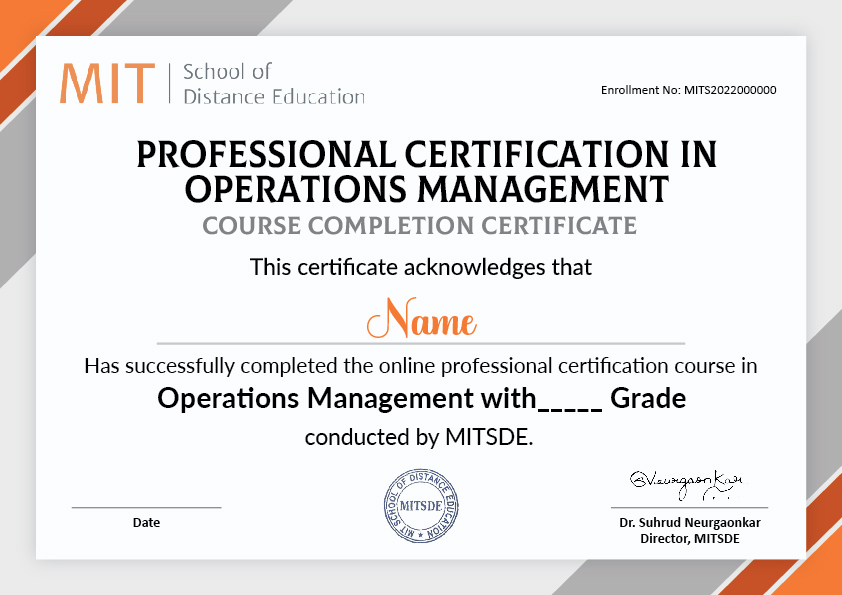 MIT
School of
Distance Education
Enrollment No: MITS2022000000
PROFESSIONAL CERTIFICATION IN
OPERATIONS MANAGEMENT
COURSE COMPLETION CERTIFICATE
This certificate acknowledges that
Name
Has successfully completed the online professional certification course in
Operations Management with_____ Grade
conducted by MITSDE.
MIT SCHOOL OF DISTANCE EDUCATION
MITSDE
SNeurgaonkar
Date
Dr. Suhrud Neurgaonkar
Director, MITSDE